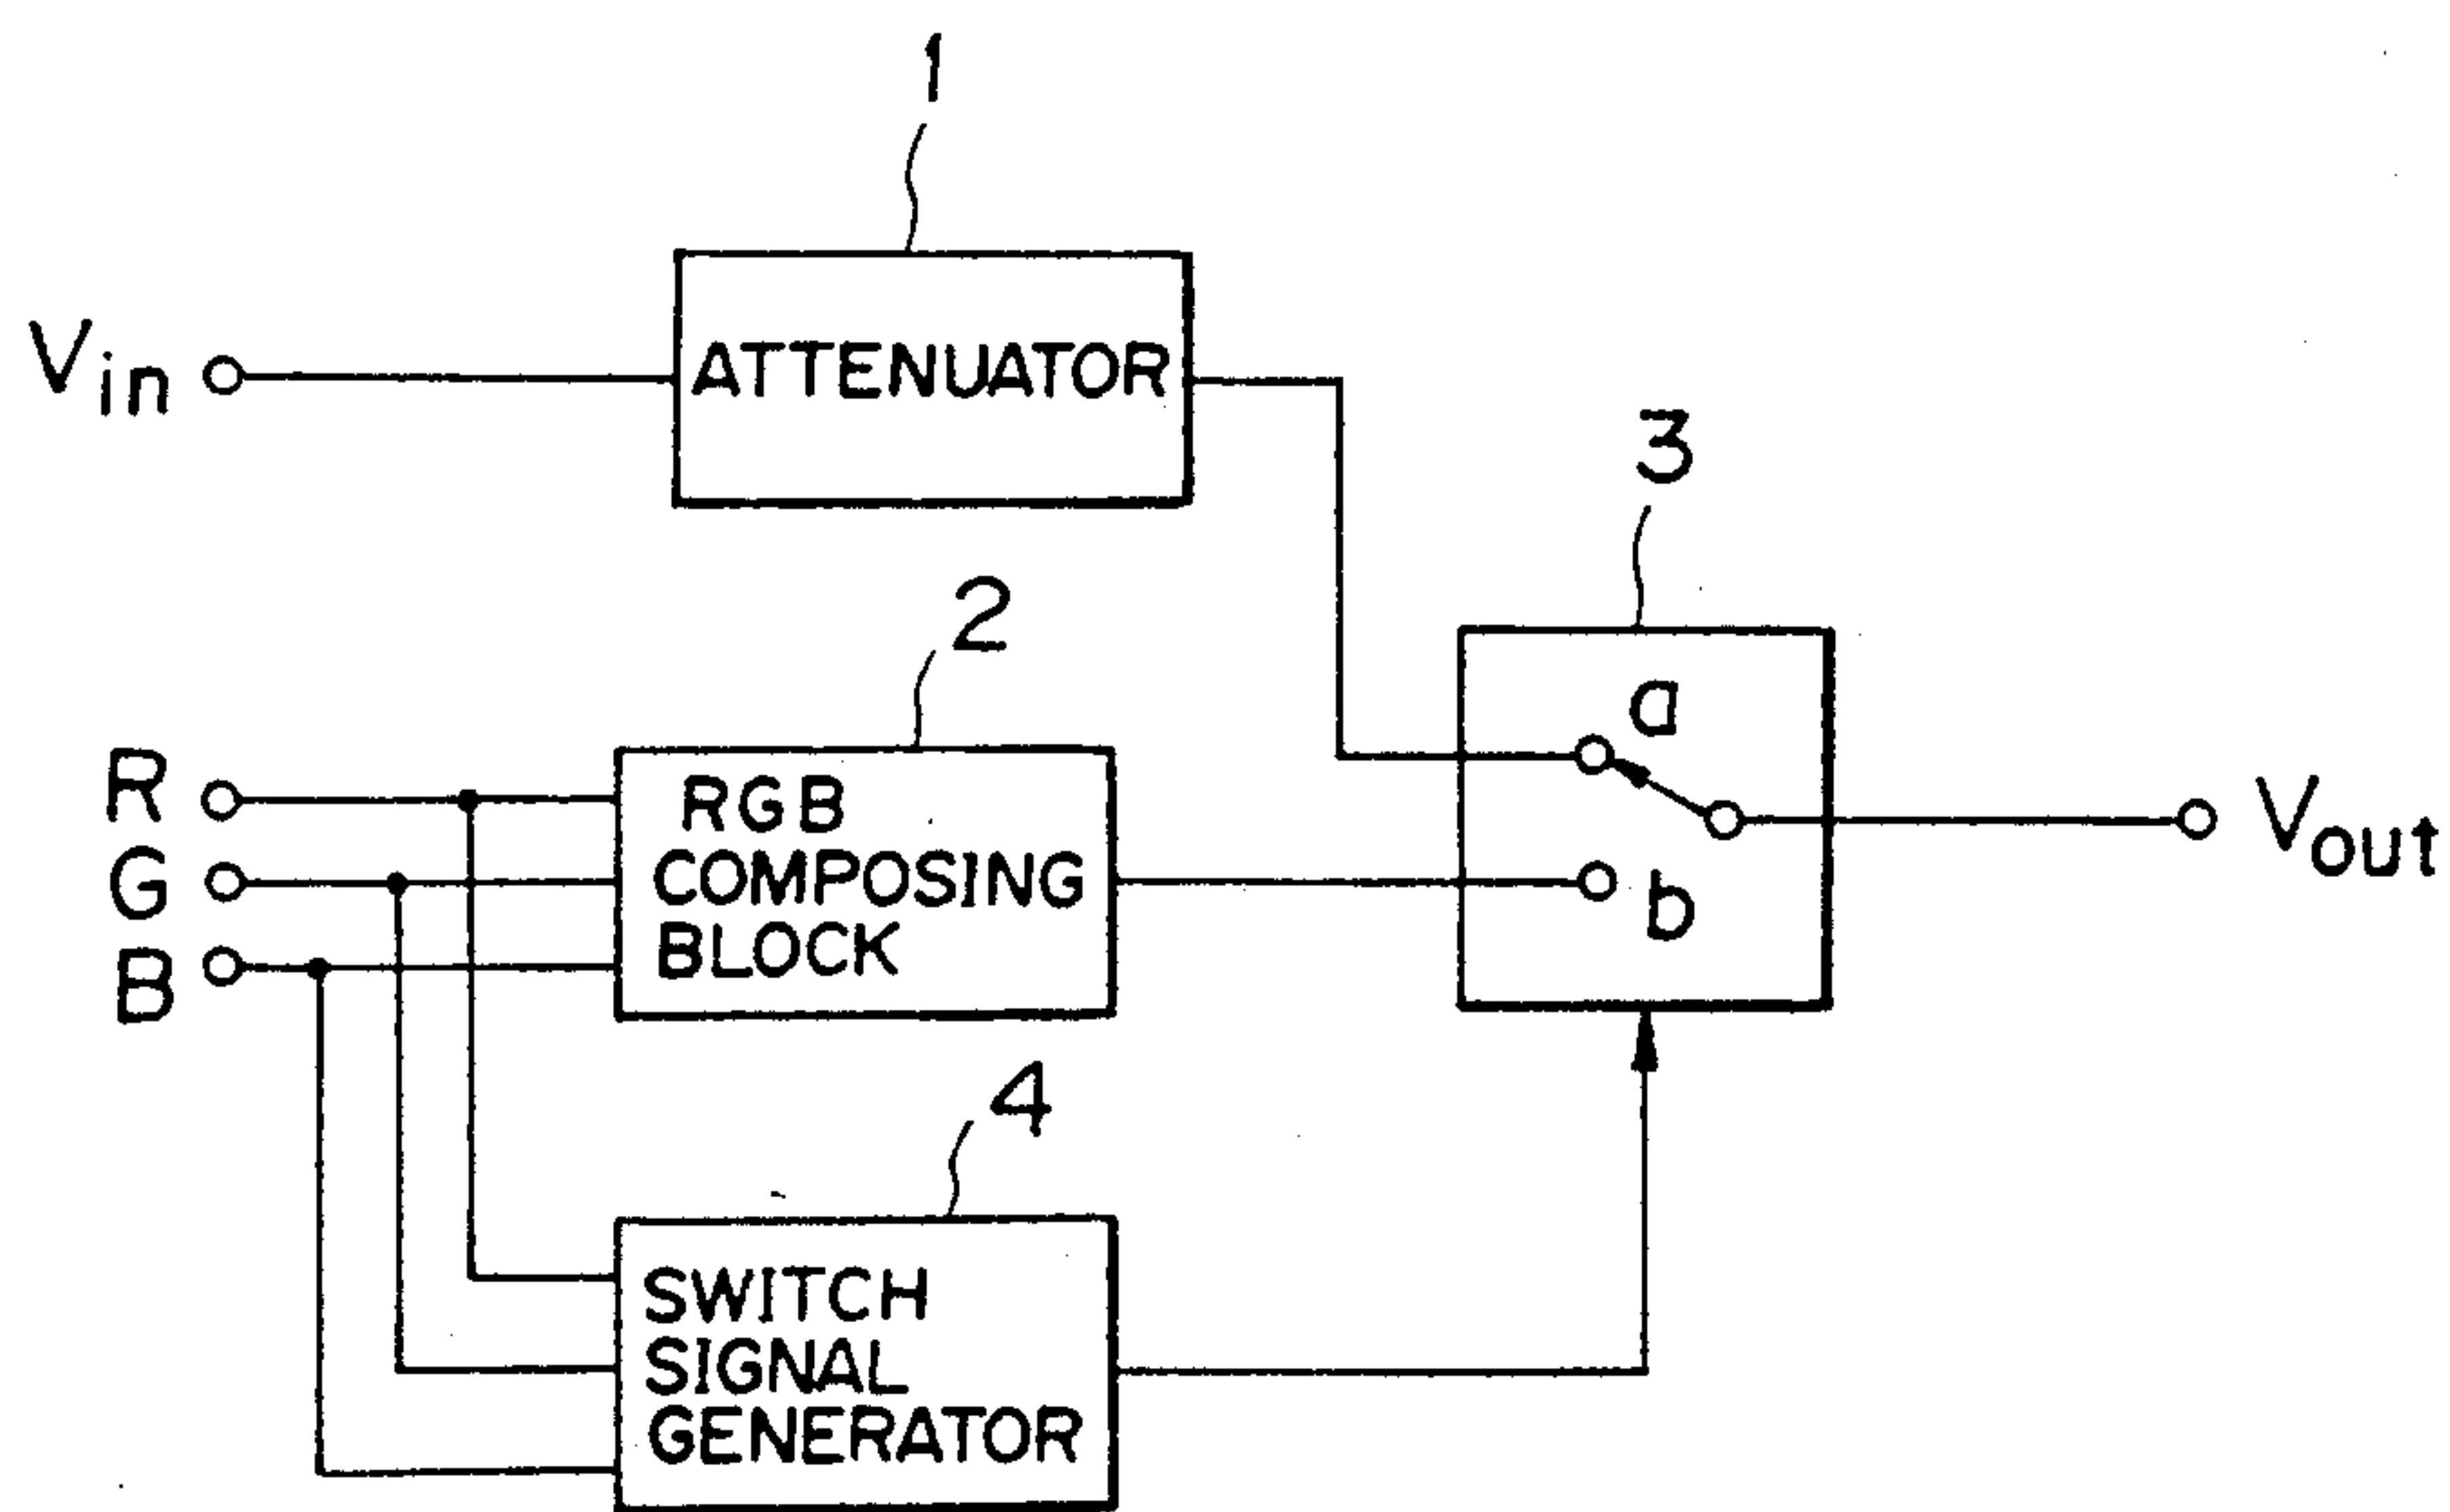 1
Vin
ATTENUATOR
3
2
a
R
G
B
RGB
COMPOSING
BLOCK
b
Vout
4
SWITCH
SIGNAL
GENERATOR